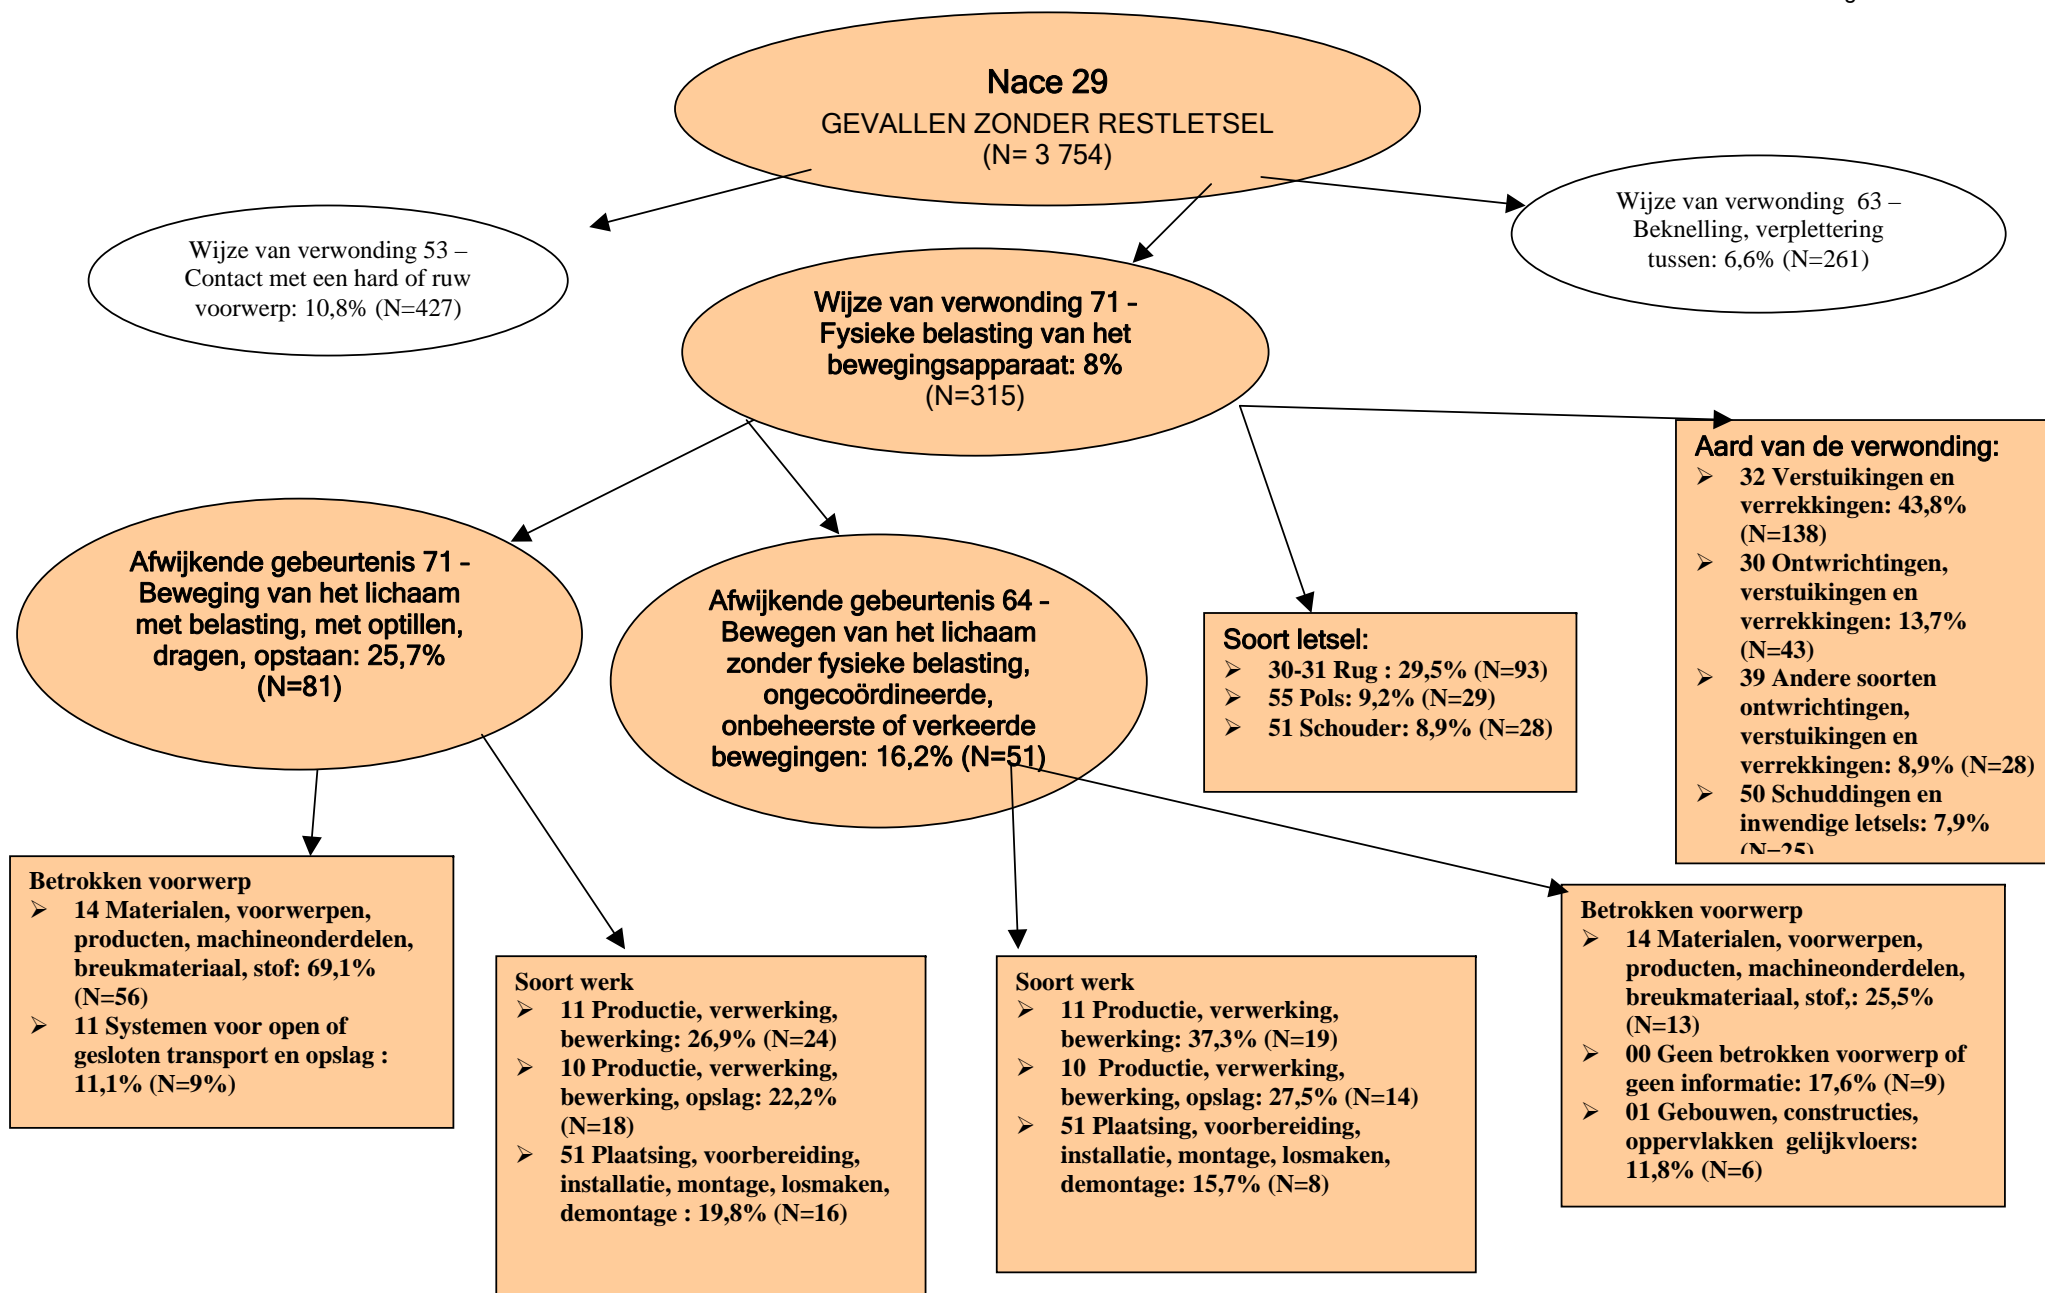 Nace 29
GEVALLEN ZONDER RESTLETSEL
(N= 3 754)
Wijze van verwonding 53 –
Contact met een hard of ruw
voorwerp: 10,8% (N=427)
Wijze van verwonding  63 –
Beknelling, verplettering
tussen: 6,6% (N=261)
Wijze van verwonding 71 -
Fysieke belasting van het
bewegingsapparaat: 8%
(N=315)
Afwijkende gebeurtenis 71 -
Beweging van het lichaam
met belasting, met optillen,
dragen, opstaan: 25,7%
(N=81)
Afwijkende gebeurtenis 64 -
Bewegen van het lichaam
zonder fysieke belasting,
ongecoördineerde,
onbeheerste of verkeerde
bewegingen: 16,2% (N=51)
Soort letsel:
➢ 30-31 Rug : 29,5% (N=93)
➢ 55 Pols: 9,2% (N=29)
➢ 51 Schouder: 8,9% (N=28)
Aard van de verwonding:
➢ 32 Verstuikingen en
verrekkingen: 43,8%
(N=138)
➢ 30 Ontwrichtingen,
verstuikingen en
verrekkingen: 13,7%
(N=43)
➢ 39 Andere soorten
ontwrichtingen,
verstuikingen en
verrekkingen: 8,9% (N=28)
➢ 50 Schuddingen en
inwendige letsels: 7,9%
(N=25)
Betrokken voorwerp
➢ 14 Materialen, voorwerpen,
producten, machineonderdelen,
breukmateriaal, stof: 69,1%
(N=56)
➢ 11 Systemen voor open of
gesloten transport en opslag :
11,1% (N=9%)
Soort werk
➢ 11 Productie, verwerking,
bewerking: 26,9% (N=24)
➢ 10 Productie, verwerking,
bewerking, opslag: 22,2%
(N=18)
➢ 51 Plaatsing, voorbereiding,
installatie, montage, losmaken,
demontage : 19,8% (N=16)
Soort werk
➢ 11 Productie, verwerking,
bewerking: 37,3% (N=19)
➢ 10  Productie, verwerking,
bewerking, opslag: 27,5% (N=14)
➢ 51 Plaatsing, voorbereiding,
installatie, montage, losmaken,
demontage: 15,7% (N=8)
Betrokken voorwerp
➢ 14 Materialen, voorwerpen,
producten, machineonderdelen,
breukmateriaal, stof,: 25,5%
(N=13)
➢ 00 Geen betrokken voorwerp of
geen informatie: 17,6% (N=9)
➢ 01 Gebouwen, constructies,
oppervlakken  gelijkvloers:
11,8% (N=6)